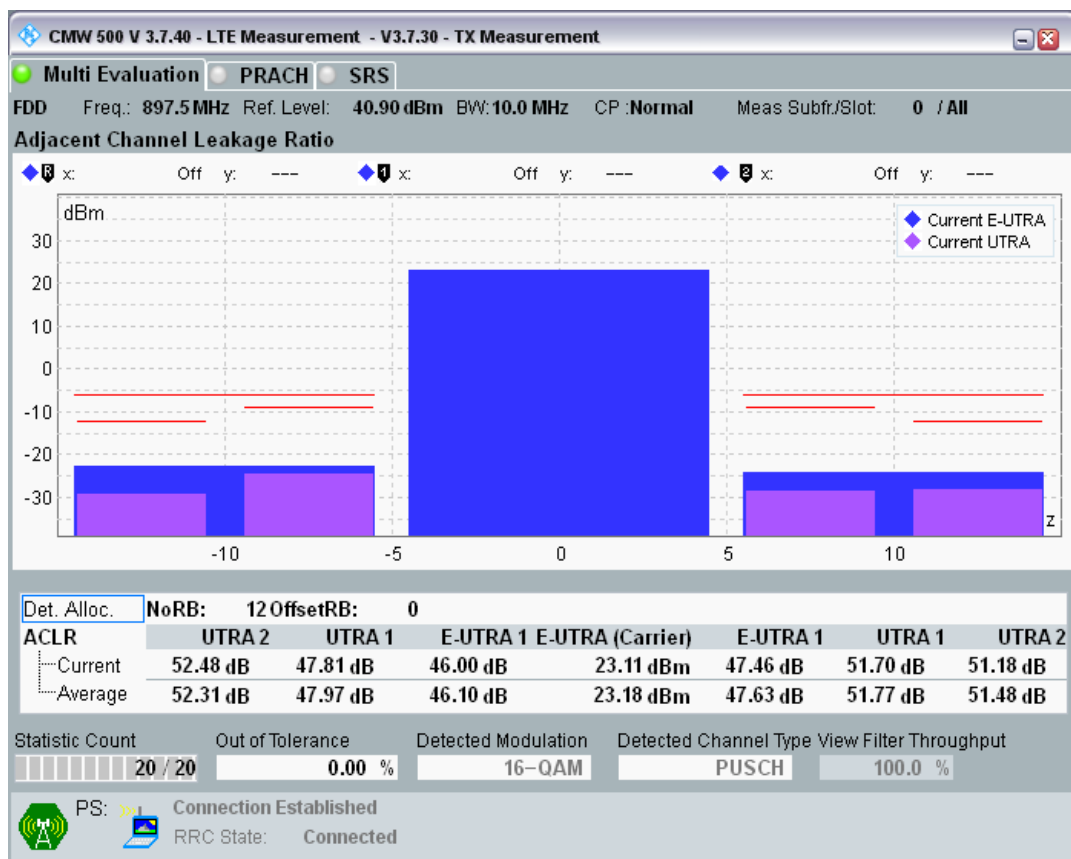 CMW 500 V 3.7.40 - LTE Measurement - V3.7.30 - TX Measurement
Multi Evaluation PRACH SRS
FDD Freq.: 897.5 MHz Ref. Level: 40.90 dBm BW: 10.0 MHz CP :Normal Meas Subfr./Slot: 0 / All
Adjacent Channel Leakage Ratio
R x: Off y: --- 1 x: Off y: --- 2 x: Off y: ---
dBm
Current E-UTRA
Current UTRA
30
20
10
0
-10
-20
-30
z
-10 -5 0 5 10
Det. Alloc. NoRB: 12 OffsetRB: 0
ACLR UTRA 2 UTRA 1 E-UTRA 1 E-UTRA (Carrier) E-UTRA 1 UTRA 1 UTRA 2
Current 52.48 dB 47.81 dB 46.00 dB 23.11 dBm 47.46 dB 51.70 dB 51.18 dB
Average 52.31 dB 47.97 dB 46.10 dB 23.18 dBm 47.63 dB 51.77 dB 51.48 dB
Statistic Count Out of Tolerance Detected Modulation Detected Channel Type View Filter Throughput
20 / 20 0.00 % 16-QAM PUSCH 100.0 %
PS: Connection Established
RRC State: Connected